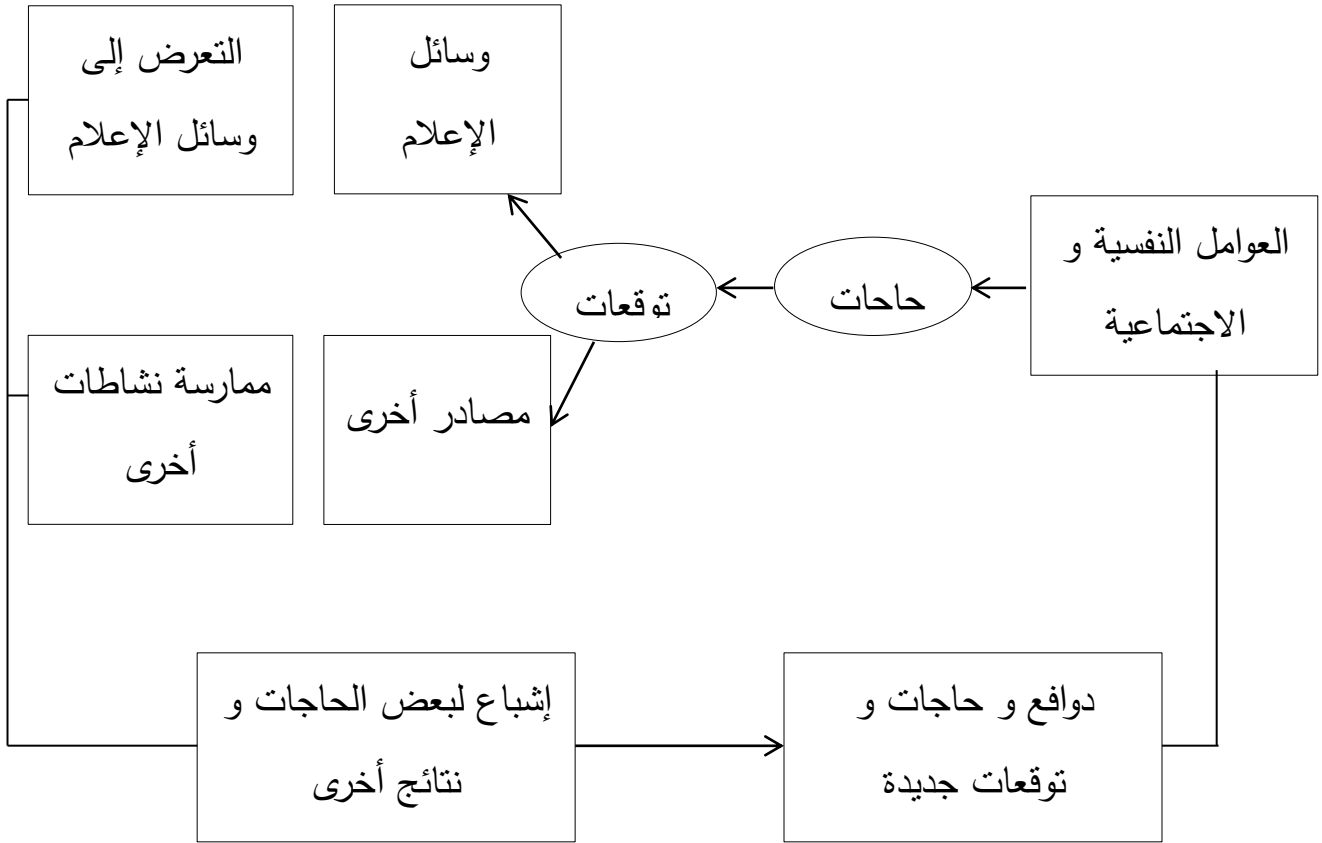 التعرض إلى
وسائل الإعلام
وسائل
الإعلام
العوامل النفسية و
الاجتماعية
حاحات
توقعات
ممارسة نشاطات
أخرى
مصادر أخرى
إشباع لبعض الحاجات و
نتائج أخرى
دوافع و حاجات و
توقعات جديدة